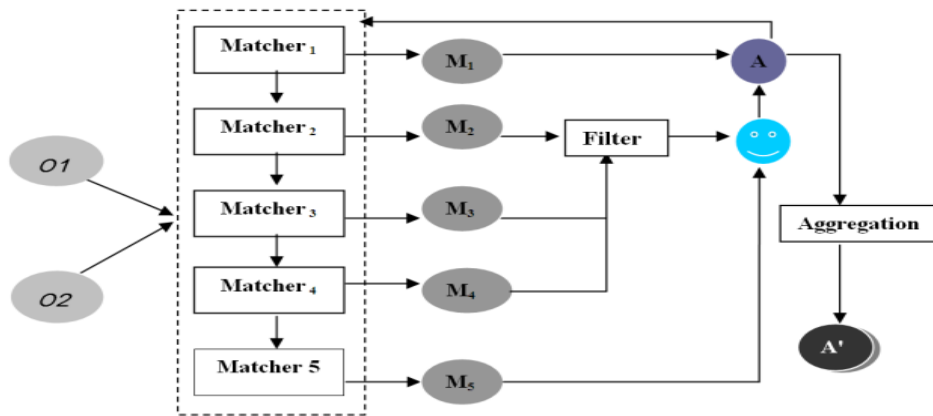 Matcher 1
M1
A
Matcher 2
M2
Filter
O1
Matcher 3
M3
Aggregation
O2
Matcher 4
M4
A'
Matcher 5
M5